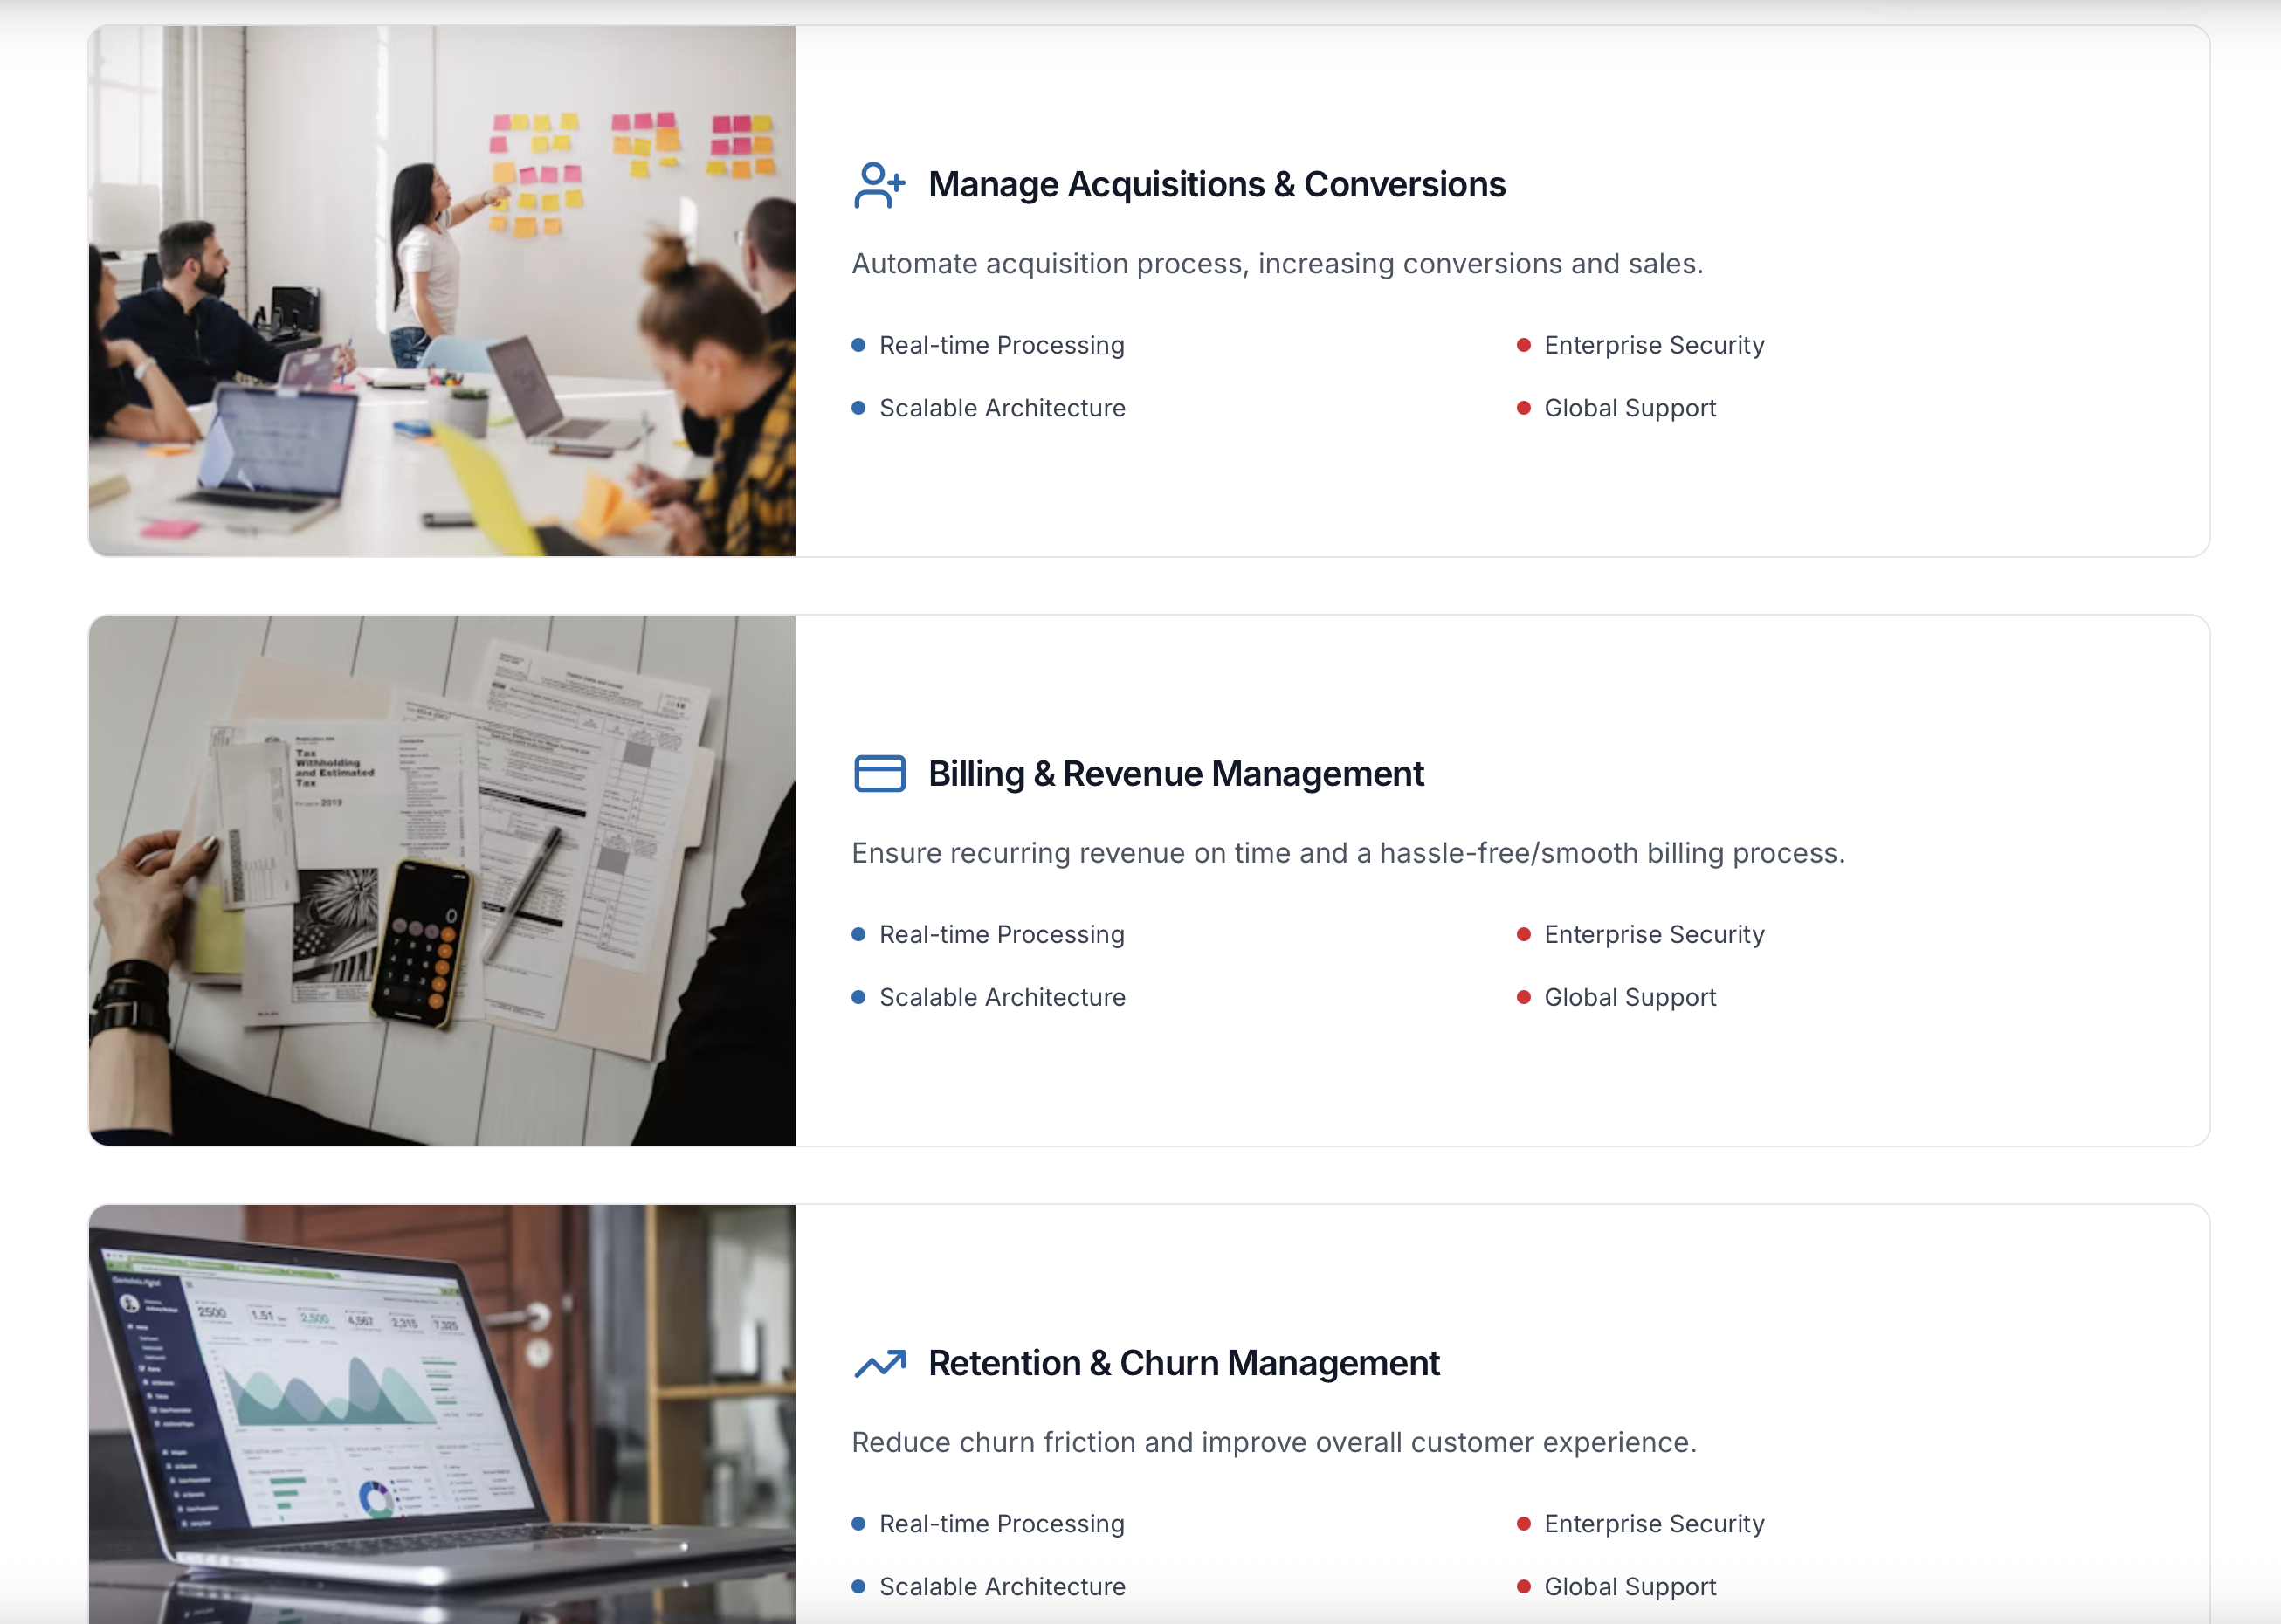 Manage Acquisitions & Conversions
Automate acquisition process, increasing conversions and sales.
Real-time Processing
Enterprise Security
Scalable Architecture
Global Support
Tax
Withholding
and Estimated
Tax
2019
Billing & Revenue Management
Ensure recurring revenue on time and a hassle-free/smooth billing process.
Real-time Processing
Enterprise Security
Scalable Architecture
Global Support
2500
1.51
2,500
4,567
2,315
7,325
Retention & Churn Management
Reduce churn friction and improve overall customer experience.
Real-time Processing
Enterprise Security
Scalable Architecture
Global Support